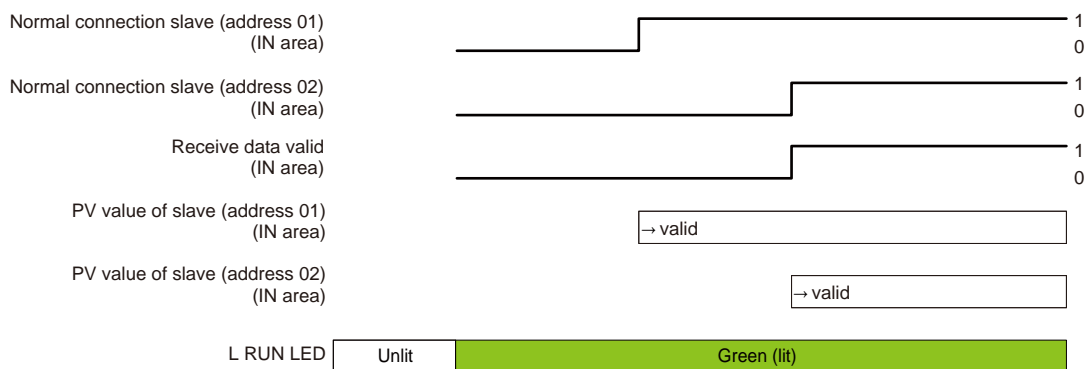 Normal connection slave (address 01)
(IN area)
1
0
Normal connection slave (address 02)
(IN area)
1
0
Receive data valid
(IN area)
1
0
PV value of slave (address 01)
(IN area)
→ valid
PV value of slave (address 02)
(IN area)
→ valid
L RUN LED
Unlit
Green (lit)